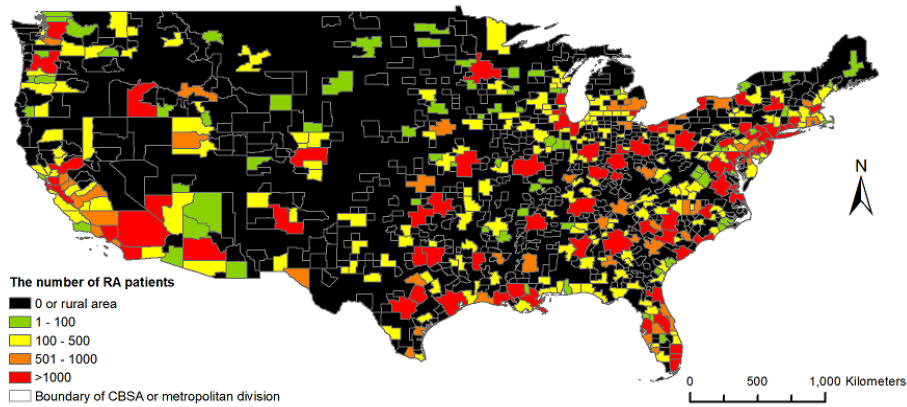 N
The number of RA patients
0 or rural area
1 - 100
100 - 500
501 - 1000
>1000
Boundary of CBSA or metropolitan division
0 500 1,000 Kilometers